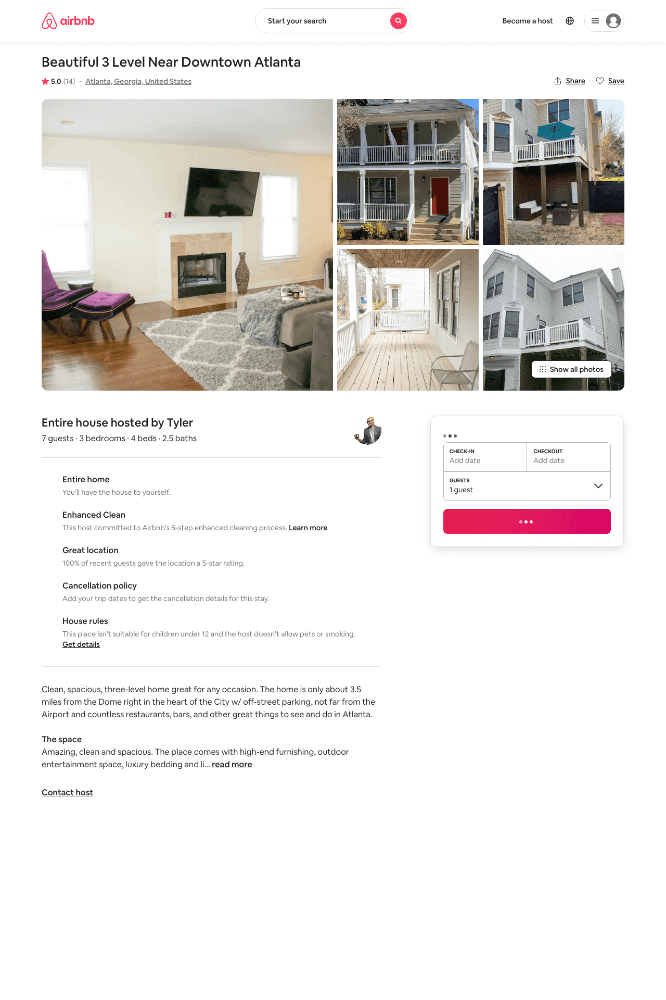 airbnb
Start your search
Become a host
Beautiful 3 Level Near Downtown Atlanta
5.0 (14) · Atlanta, Georgia, United States
Share
Save
Show all photos
Entire house hosted by Tyler
7 guests · 3 bedrooms · 4 beds · 2.5 baths
Entire home
You'll have the house to yourself.
Enhanced Clean
This host committed to Airbnb's 5-step enhanced cleaning process. Learn more
Great location
100% of recent guests gave the location a 5-star rating.
Cancellation policy
Add your trip dates to get the cancellation details for this stay.
House rules
This place isn't suitable for children under 12 and the host doesn't allow pets or smoking.
Get details
Clean, spacious, three-level home great for any occasion. The home is only about 3.5
miles from the Dome right in the heart of the City w/ off-street parking, not far from the
Airport and countless restaurants, bars, and other great things to see and do in Atlanta.
The space
Amazing, clean and spacious. The place comes with high-end furnishing, outdoor
entertainment space, luxury bedding and li... read more
Contact host
CHECK-IN
Add date
CHECKOUT
Add date
GUESTS
1 guest